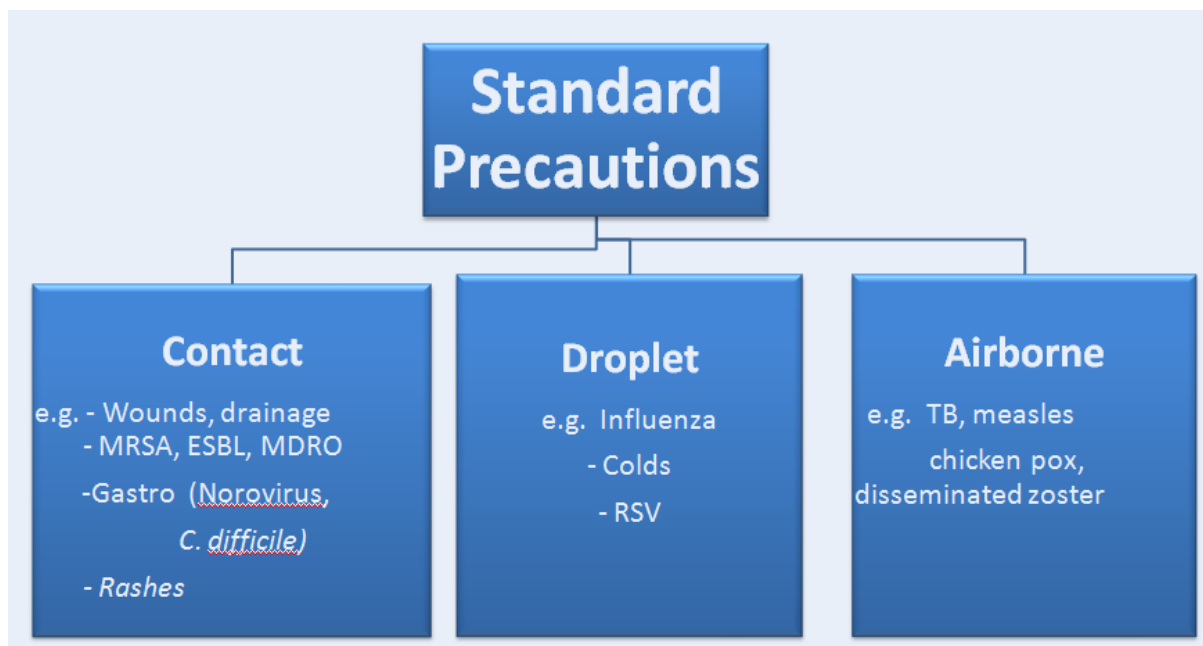 Standard
Precautions
Contact
e.g. - Wounds, drainage
- MRSA, ESBL, MDRO
-Gastro (Norovirus,
C. difficile)
- Rashes
Droplet
e.g. Influenza
- Colds
- RSV
Airborne
e.g. TB, measles
chicken pox,
disseminated zoster